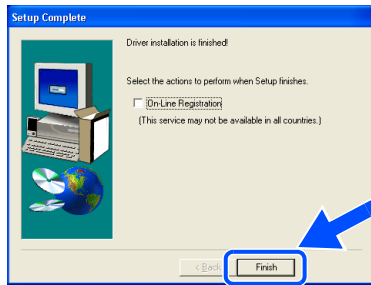 Setup Complete
Driver installation is finished!
Select the actions to perform when Setup finishes.
On-Line Registration
(This service may not be available in all countries.)
< Back
Finish